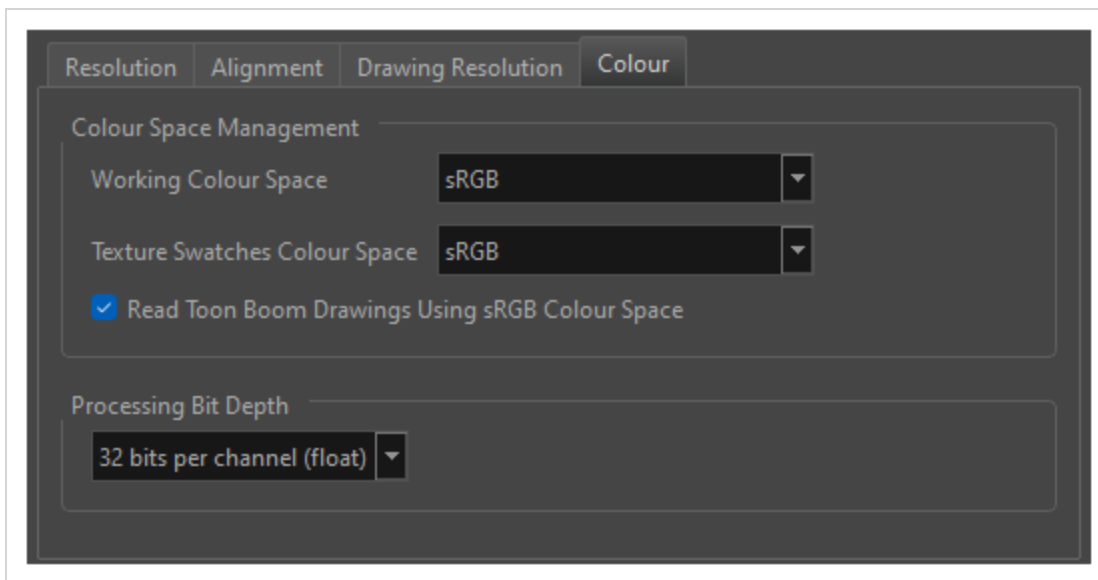 Resolution Alignment Drawing Resolution Colour
Colour Space Management
Working Colour Space sRGB
Texture Swatches Colour Space sRGB
Read Toon Boom Drawings Using sRGB Colour Space
Processing Bit Depth
32 bits per channel (float)